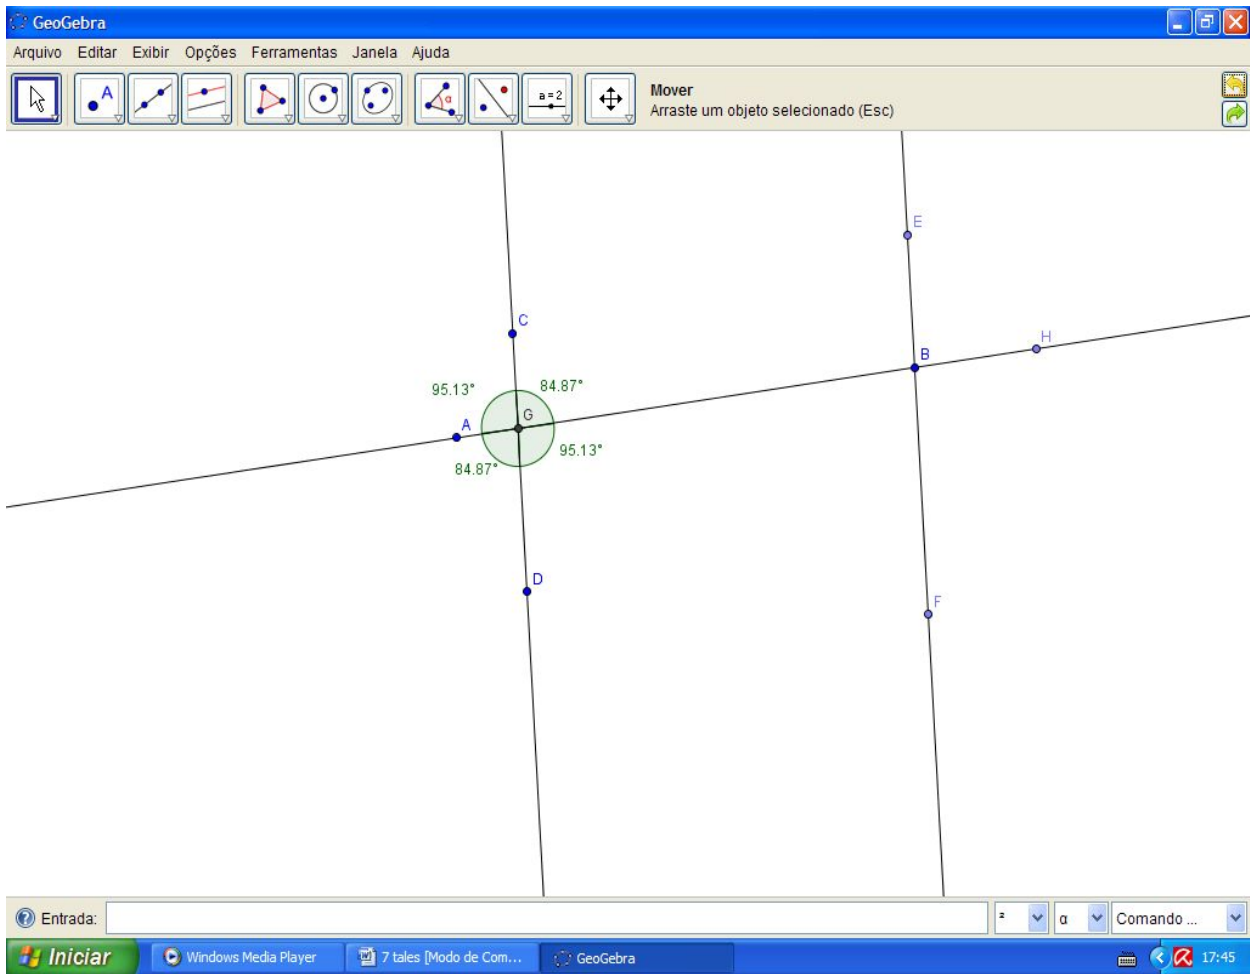 GeoGebra
Arquivo Editar Exibir Opções Ferramentas Janela Ajuda
A
α
a = 2
Mover
Arraste um objeto selecionado (Esc)
E
C
H
B
95.13°
84.87°
G
A
95.13°
84.87°
D
F
Entrada:
²
α
Comando ...
Iniciar
Windows Media Player
7 tales [Modo de Com...
GeoGebra
17:45